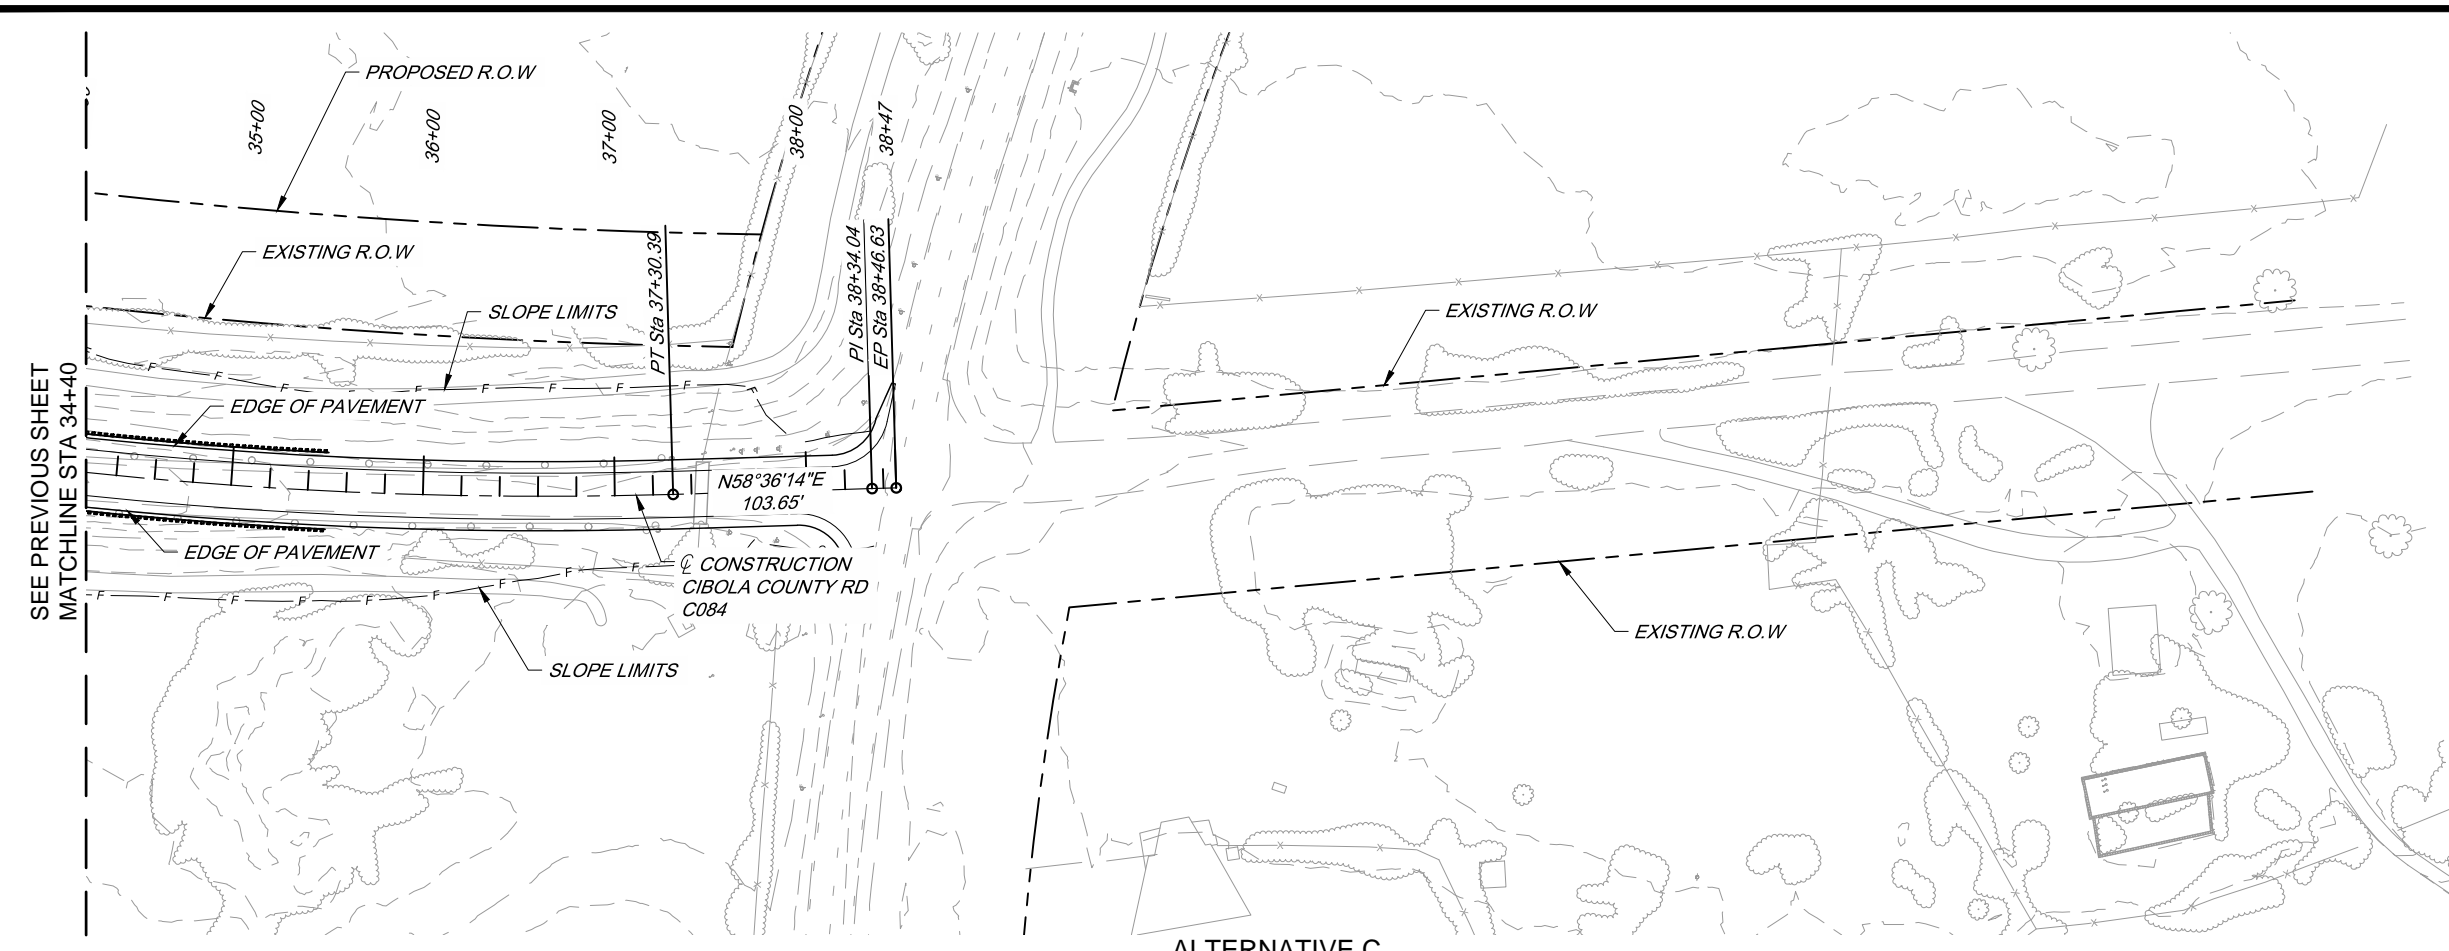 PROPOSED R.O.W
35+00
36+00
37+00
38+00
38+47
EXISTING R.O.W
SLOPE LIMITS
PT Sta 37+30.39
PI Sta 38+34.04
EP Sta 38+46.63
EXISTING R.O.W
SEE PREVIOUS SHEET
MATCHLINE STA 34+40
F F F F F F F F F
EDGE OF PAVEMENT
N58°36'14"E
103.65'
EDGE OF PAVEMENT
℄ CONSTRUCTION
CIBOLA COUNTY RD
C084
F F F F F F F F F
SLOPE LIMITS
EXISTING R.O.W
ALTERNATIVE C